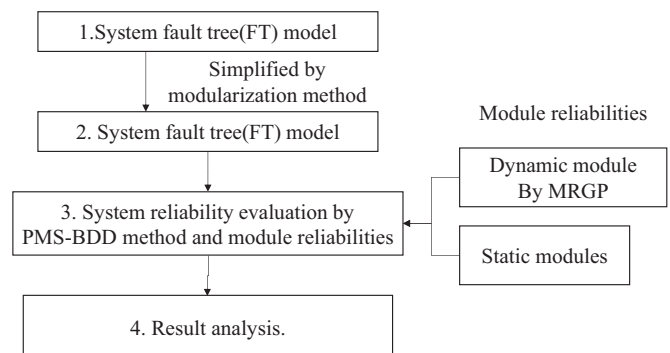 1.System fault tree(FT) model
Simplified by
modularization method
2. System fault tree(FT) model
Module reliabilities
Dynamic module
By MRGP
3. System reliability evaluation by
PMS-BDD method and module reliabilities
Static modules
4. Result analysis.